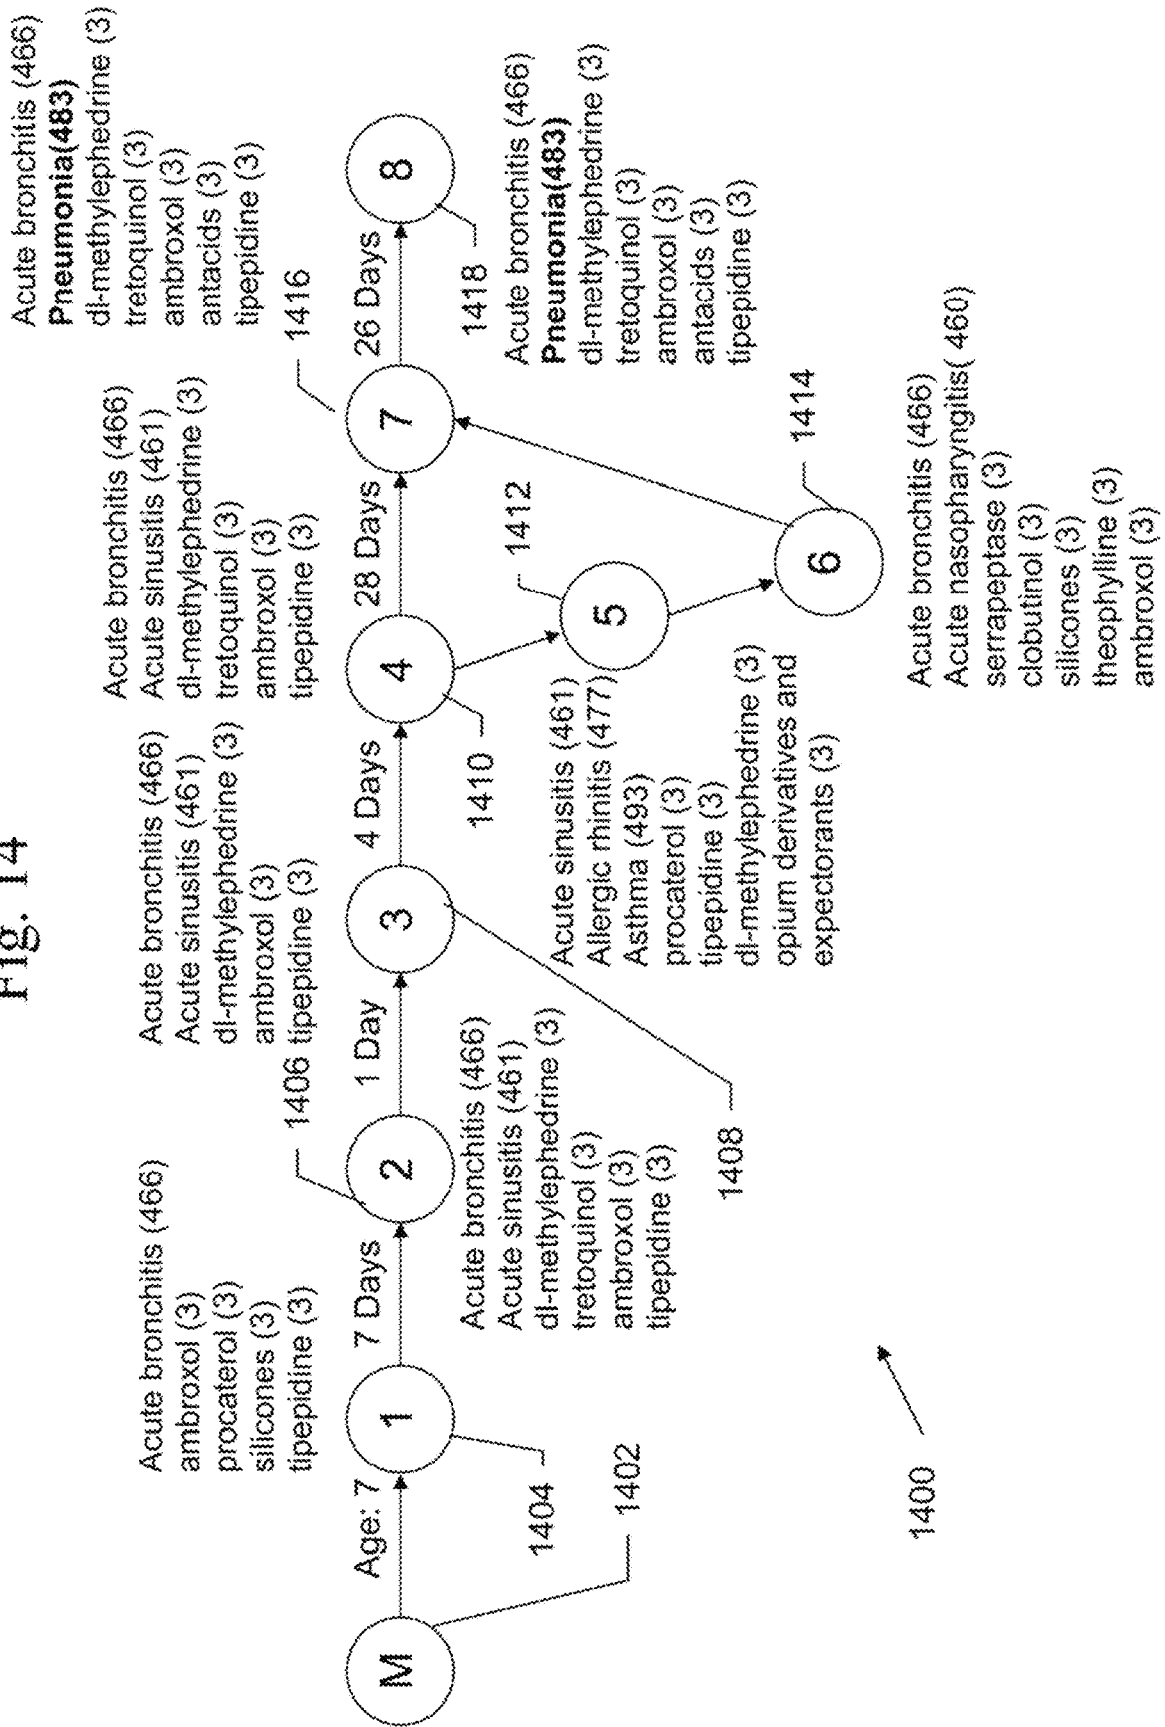 Fig. 14
Acute bronchitis (466)
ambroxol (3)
procaterol (3)
silicones (3)
tipepidine (3)
Acute bronchitis (466)
Acute sinusitis (461)
dl-methylephedrine (3)
ambroxol (3)
tipepidine (3)
Acute bronchitis (466)
Acute sinusitis (461)
dl-methylephedrine (3)
tretoquinol (3)
ambroxol (3)
tipepidine (3)
Acute bronchitis (466)
Pneumonia(483)
dl-methylephedrine (3)
tretoquinol (3)
ambroxol (3)
antacids (3)
tipepidine (3)
1406
1416
Age: 7
7 Days
1 Day
4 Days
28 Days
26 Days
M
1
2
3
4
7
8
1404
1402
Acute bronchitis (466)
Acute sinusitis (461)
dl-methylephedrine (3)
tretoquinol (3)
ambroxol (3)
tipepidine (3)
1408
1410
1412
1418
5
Acute bronchitis (466)
Pneumonia(483)
dl-methylephedrine (3)
tretoquinol (3)
ambroxol (3)
antacids (3)
tipepidine (3)
Acute sinusitis (461)
Allergic rhinitis (477)
Asthma (493)
procaterol (3)
tipepidine (3)
dl-methylephedrine (3)
opium derivatives and
expectorants (3)
6
1414
1400
Acute bronchitis (466)
Acute nasopharyngitis( 460)
serrapeptase (3)
clobutinol (3)
silicones (3)
theophylline (3)
ambroxol (3)